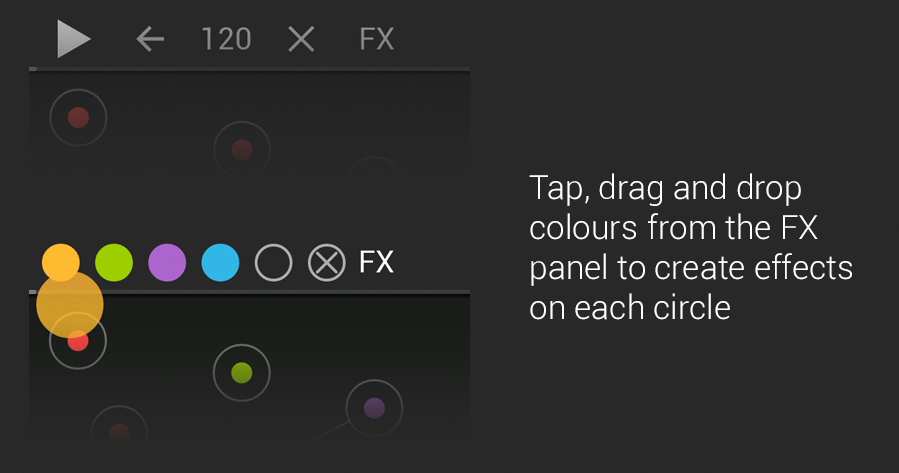 120 FX
FX
Tap, drag and drop
colours from the FX
panel to create effects
on each circle